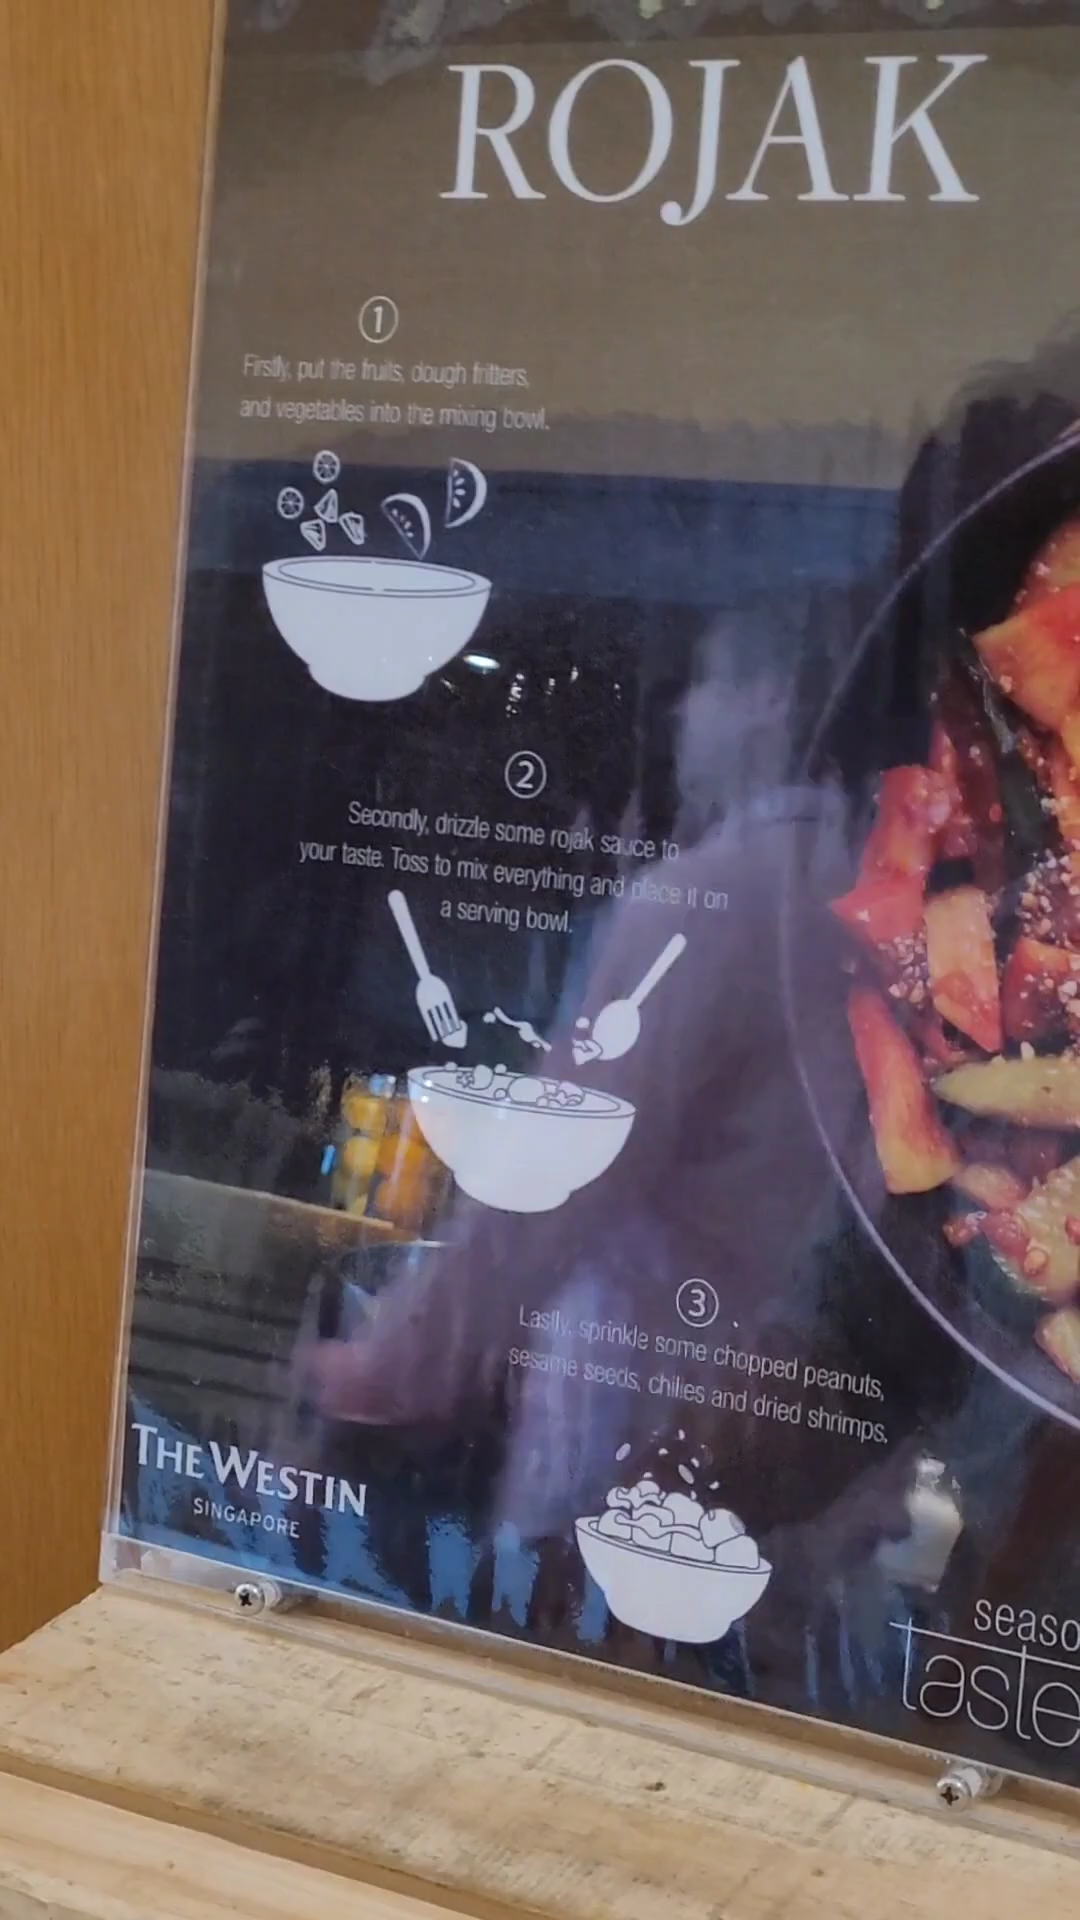 ROJAK
1
Firstly, put the fruits, dough fritters,
and vegetables into the mixing bowl.
2
Secondly, drizzle some rojak sauce to
your taste. Toss to mix everything and place it on
a serving bowl.
3
Lastly, sprinkle some chopped peanuts,
sesame seeds, chilies and dried shrimps,
THE WESTIN
SINGAPORE
seaso
taste